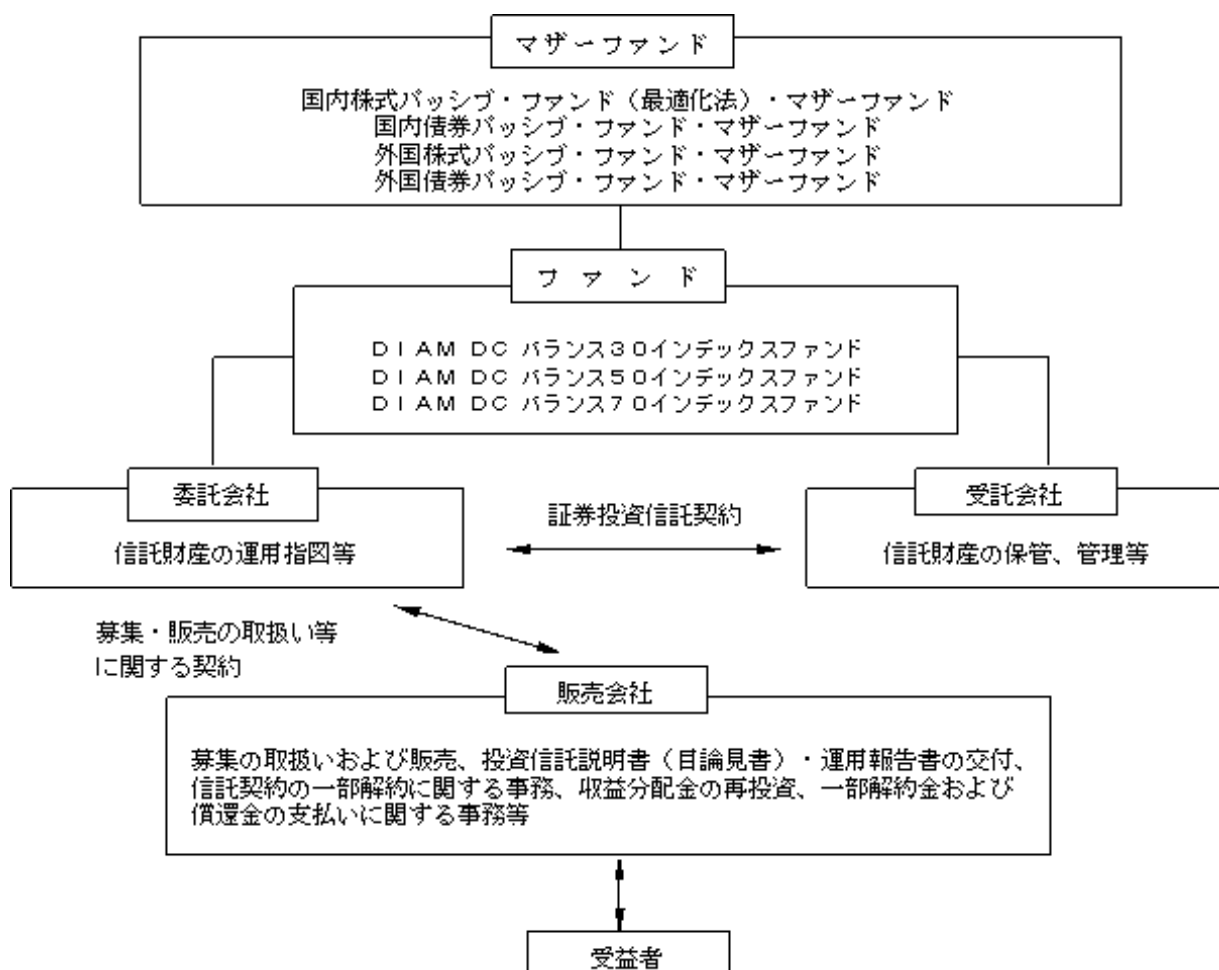 マザーファンド
国内株式パッシブ・ファンド（最適化法）・マザーファンド
国内債券パッシブ・ファンド・マザーファンド
外国株式パッシブ・ファンド・マザーファンド
外国債券パッシブ・ファンド・マザーファンド
ファンド
ＤＩＡＭ ＤＣ バランス３０インデックスファンド
ＤＩＡＭ ＤＣ バランス５０インデックスファンド
ＤＩＡＭ ＤＣ バランス７０インデックスファンド
委託会社
信託財産の運用指図等
証券投資信託契約
受託会社
信託財産の保管、管理等
募集・販売の取扱い等
に関する契約
販売会社
募集の取扱いおよび販売、投資信託説明書（目論見書）・運用報告書の交付、
信託契約の一部解約に関する事務、収益分配金の再投資、一部解約金および
償還金の支払いに関する事務等
受益者